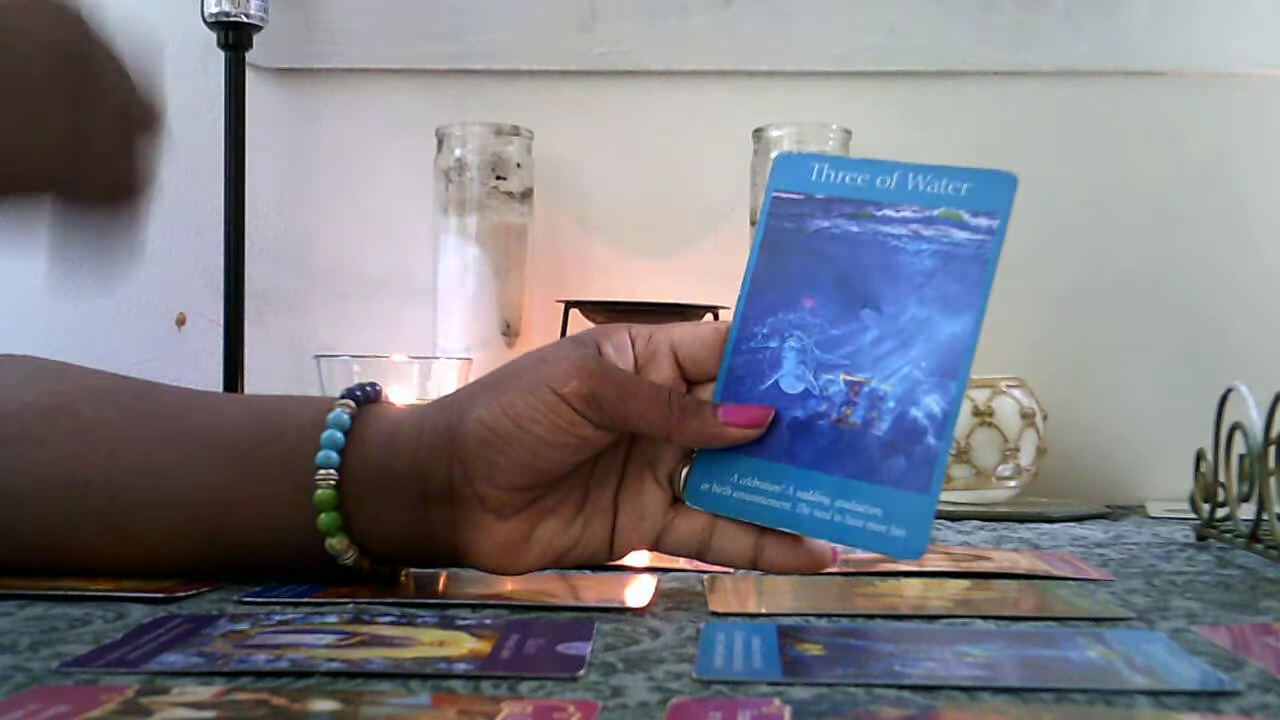 Three of Water
A celebration! A wedding, graduation,
or birth announcement. The need to have more fun.